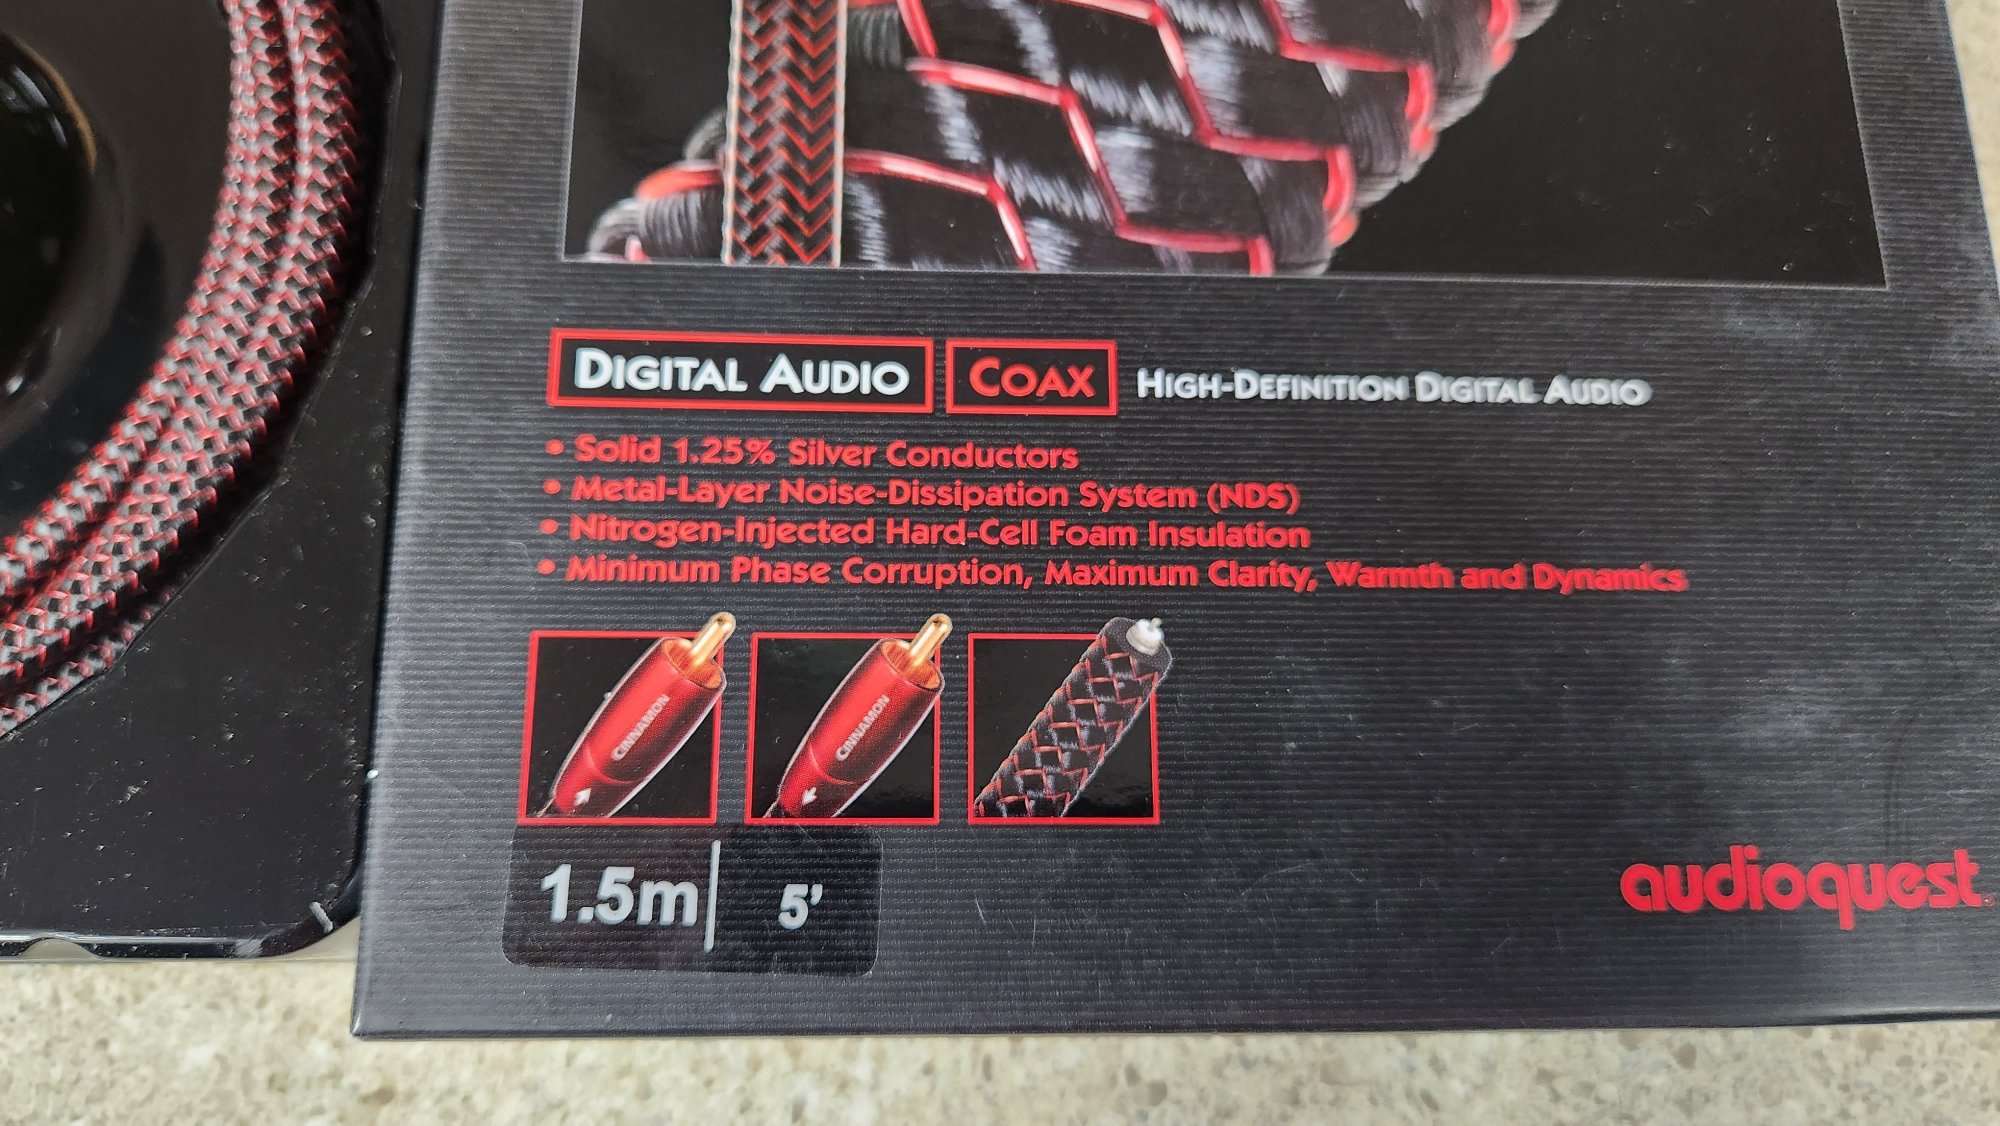 DIGITAL AUDIO COAX HIGH-DEFINITION DIGITAL AUDIO
• Solid 1.25% Silver Conductors
• Metal-Layer Noise-Dissipation System (NDS)
• Nitrogen-Injected Hard-Cell Foam Insulation
• Minimum Phase Corruption, Maximum Clarity, Warmth and Dynamics
CINNAMON CINNAMON
1.5m 5'
audioquest